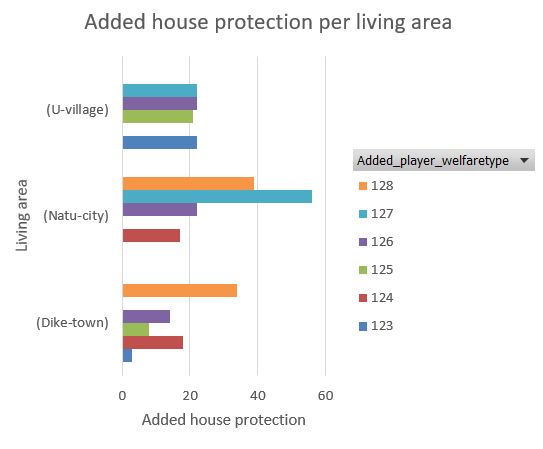 Added house protection per living area
Living area
(U-village)
(Natu-city)
(Dike-town)
0 20 40 60
Added house protection
Added_player_welfaretype
128
127
126
125
124
123